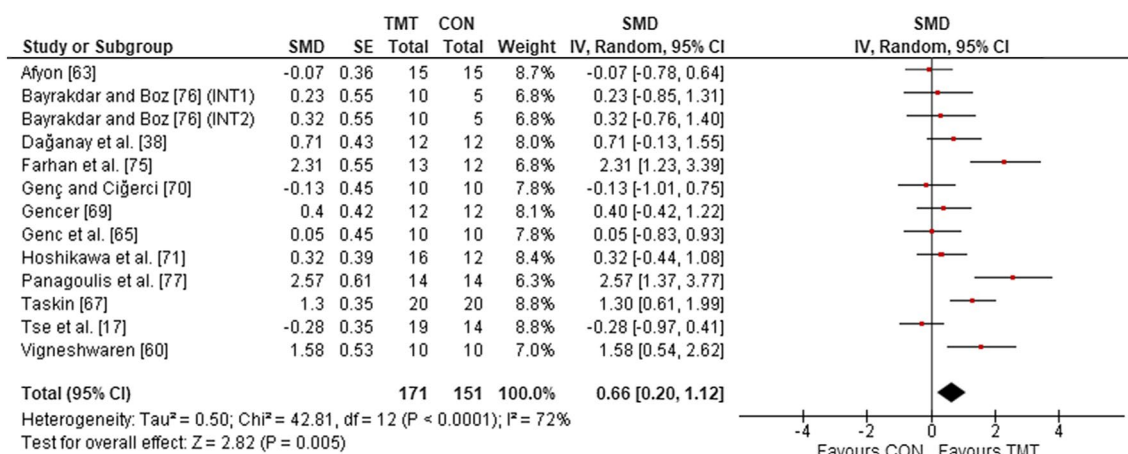 TMT CON SMD SMD
Study or Subgroup SMD SE Total Total Weight IV, Random, 95% CI IV, Random, 95% CI
Afyon [63] -0.07 0.36 15 15 8.7% -0.07 [-0.78, 0.64]
Bayrakdar and Boz [76] (INT1) 0.23 0.55 10 5 6.8% 0.23 [-0.85, 1.31]
Bayrakdar and Boz [76] (INT2) 0.32 0.55 10 5 6.8% 0.32 [-0.76, 1.40]
Dağanay et al. [38] 0.71 0.43 12 12 8.0% 0.71 [-0.13, 1.55]
Farhan et al. [75] 2.31 0.55 13 12 6.8% 2.31 [1.23, 3.39]
Genç and Ciğerci [70] -0.13 0.45 10 10 7.8% -0.13 [-1.01, 0.75]
Gencer [69] 0.4 0.42 12 12 8.1% 0.40 [-0.42, 1.22]
Genc et al. [65] 0.05 0.45 10 10 7.8% 0.05 [-0.83, 0.93]
Hoshikawa et al. [71] 0.32 0.39 16 12 8.4% 0.32 [-0.44, 1.08]
Panagoulis et al. [77] 2.57 0.61 14 14 6.3% 2.57 [1.37, 3.77]
Taskin [67] 1.3 0.35 20 20 8.8% 1.30 [0.61, 1.99]
Tse et al. [17] -0.28 0.35 19 14 8.8% -0.28 [-0.97, 0.41]
Vigneshwaren [60] 1.58 0.53 10 10 7.0% 1.58 [0.54, 2.62]
Total (95% CI) 171 151 100.0% 0.66 [0.20, 1.12]
Heterogeneity: Tau² = 0.50; Chi² = 42.81, df = 12 (P < 0.0001); I² = 72%
Test for overall effect: Z = 2.82 (P = 0.005)
-4 -2 0 2 4
Favours CON Favours TMT